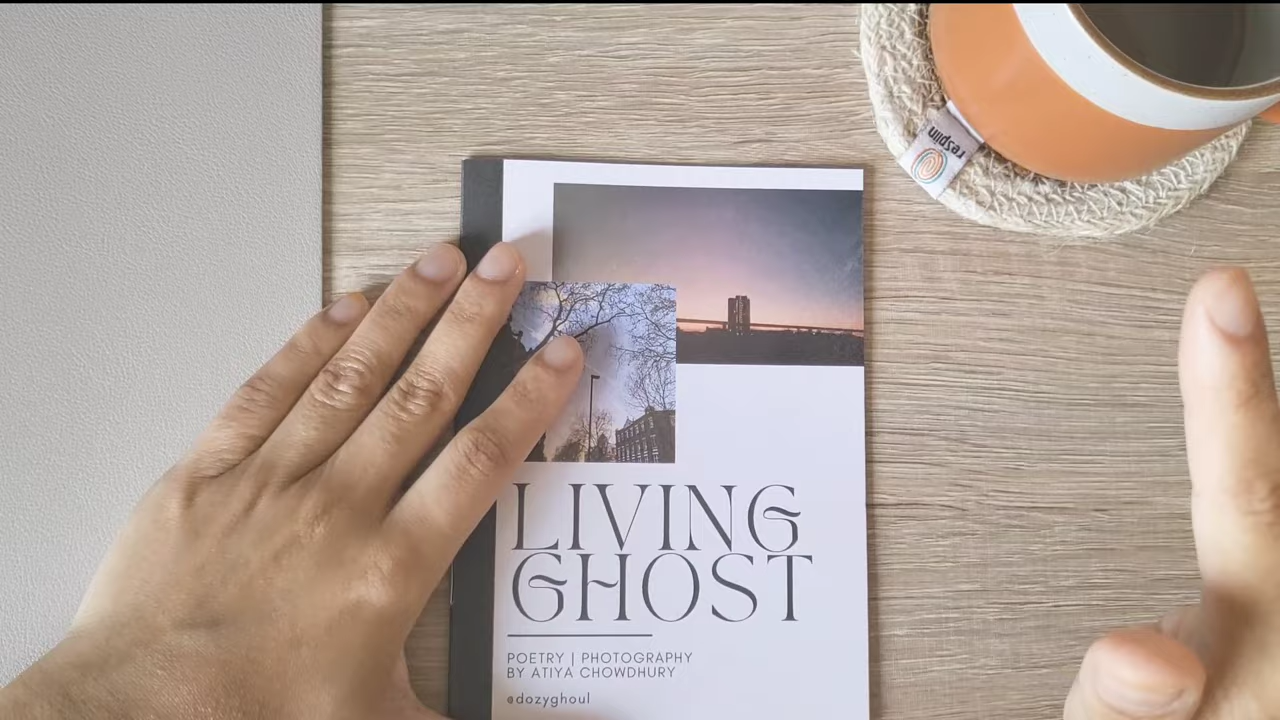 respiin
LIVING
GHOST
POETRY | PHOTOGRAPHY
BY ATIYA CHOWDHURY
@dozyghoul